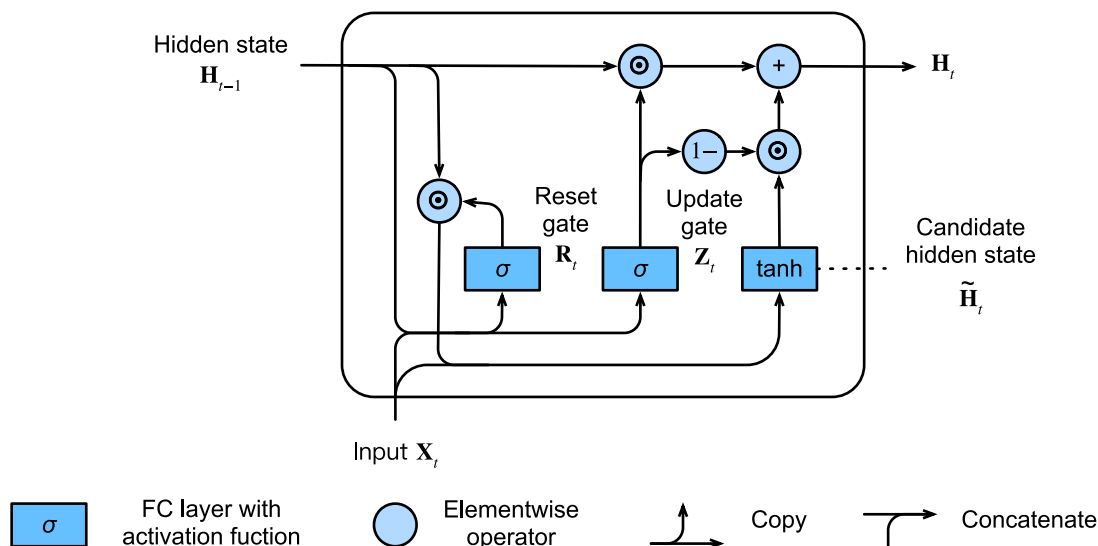 Hidden state
H_{t−1}
⊙
+
H_t
1−
⊙
⊙
Reset
gate
R_t
Update
gate
Z_t
Candidate
hidden state
H̃_t
σ
σ
tanh
Input X_t
σ
FC layer with
activation fuction
Elementwise
operator
Copy
Concatenate